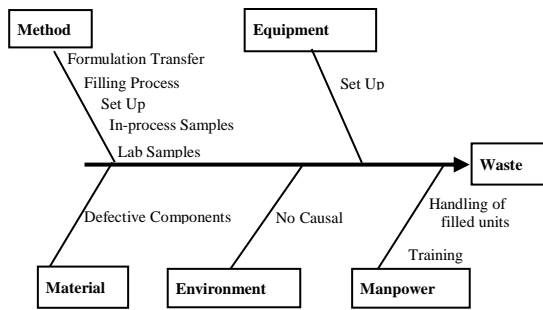 Method
Equipment
Formulation Transfer
Filling Process
Set Up
Set Up
In-process Samples
Lab Samples
Waste
Defective Components
No Causal
Handling of
filled units
Training
Material
Environment
Manpower